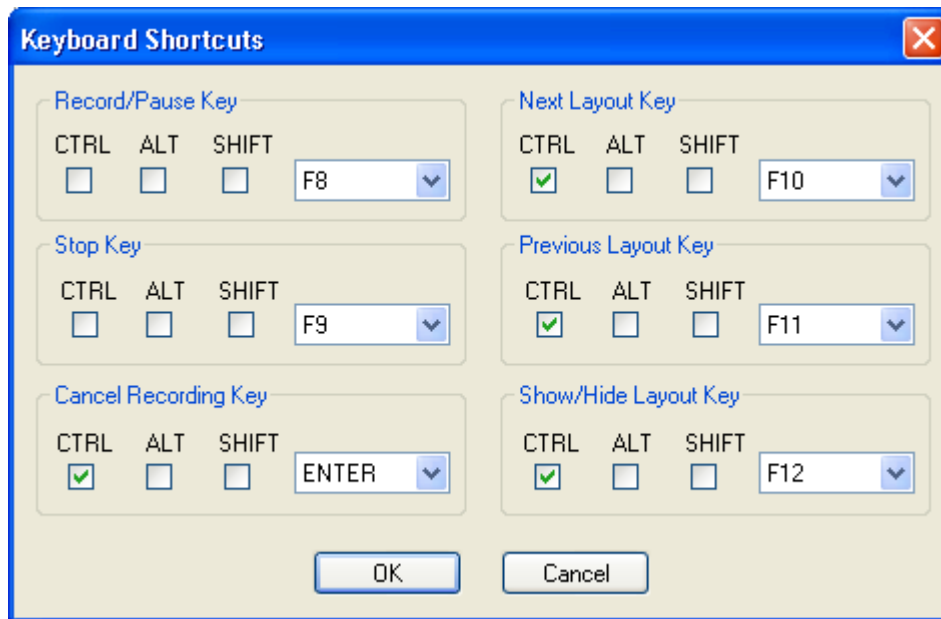 Keyboard Shortcuts
Record/Pause Key
CTRL ALT SHIFT
F8
Next Layout Key
CTRL ALT SHIFT
F10
Stop Key
CTRL ALT SHIFT
F9
Previous Layout Key
CTRL ALT SHIFT
F11
Cancel Recording Key
CTRL ALT SHIFT
ENTER
Show/Hide Layout Key
CTRL ALT SHIFT
F12
OK
Cancel